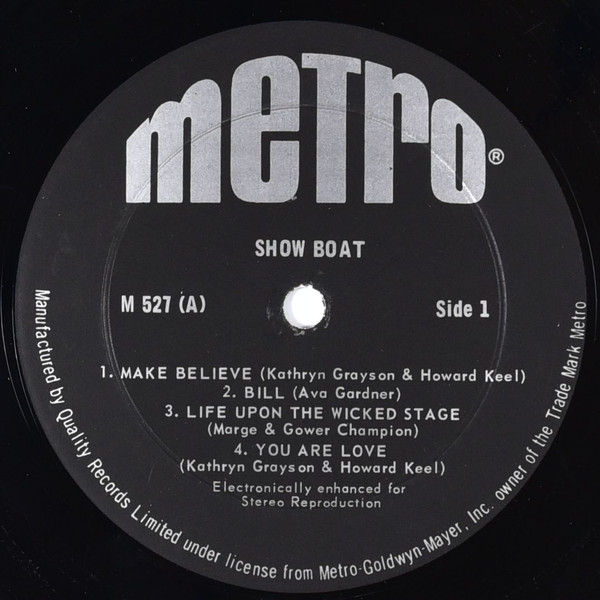 metro®
SHOW BOAT
M 527 (A)
Side 1
1. MAKE BELIEVE (Kathryn Grayson & Howard Keel)
2. BILL (Ava Gardner)
3. LIFE UPON THE WICKED STAGE
(Marge & Gower Champion)
4. YOU ARE LOVE
(Kathryn Grayson & Howard Keel)
Electronically enhanced for
Stereo Reproduction
Manufactured by Quality Records Limited under license from Metro-Goldwyn-Mayer, Inc. owner of the Trade Mark Metro